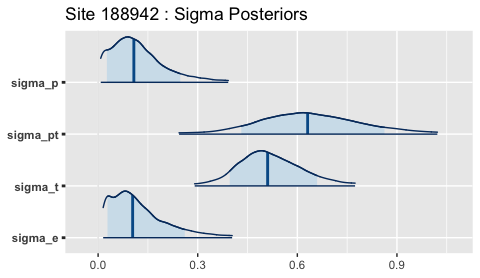 Site 188942 : Sigma Posteriors
sigma_p
sigma_pt
sigma_t
sigma_e
0.0 0.3 0.6 0.9